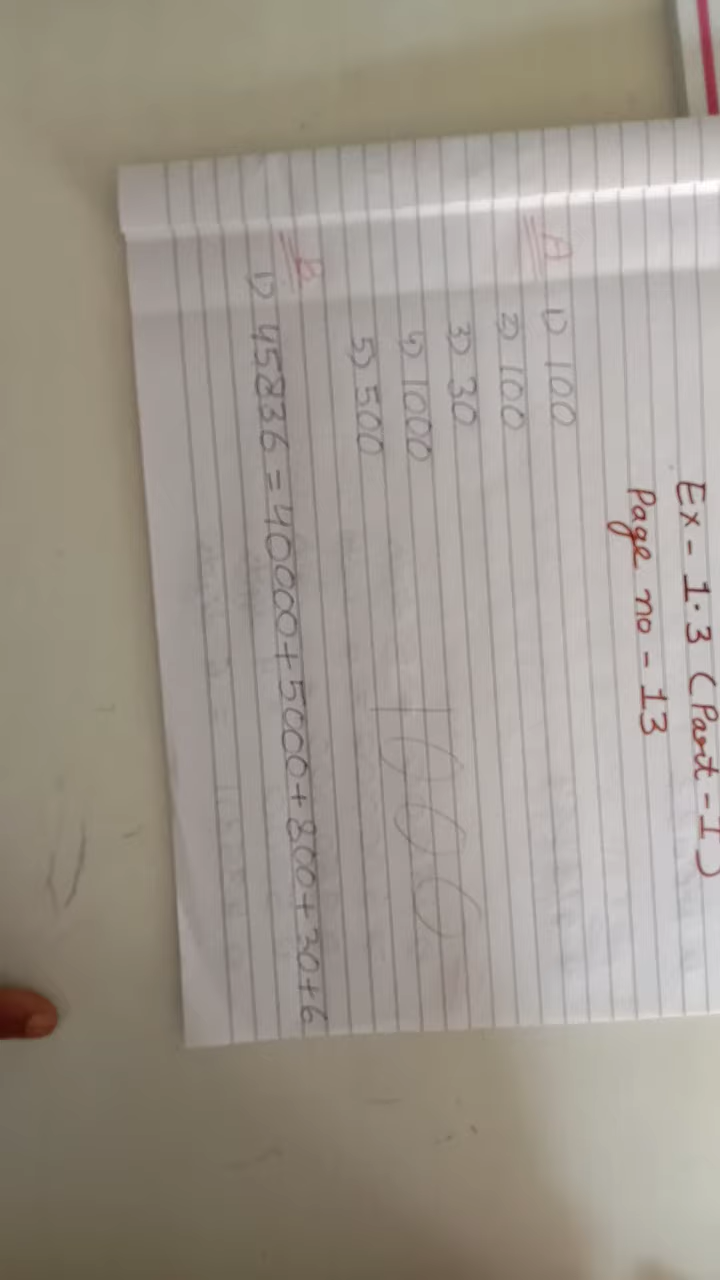 Ex - 1.3 (Part - I)
Page no - 13
A 1) 100
2) 100
3) 30
4) 1000
5) 500
1000
B
1) 45836 = 40000+5000+800+30+6